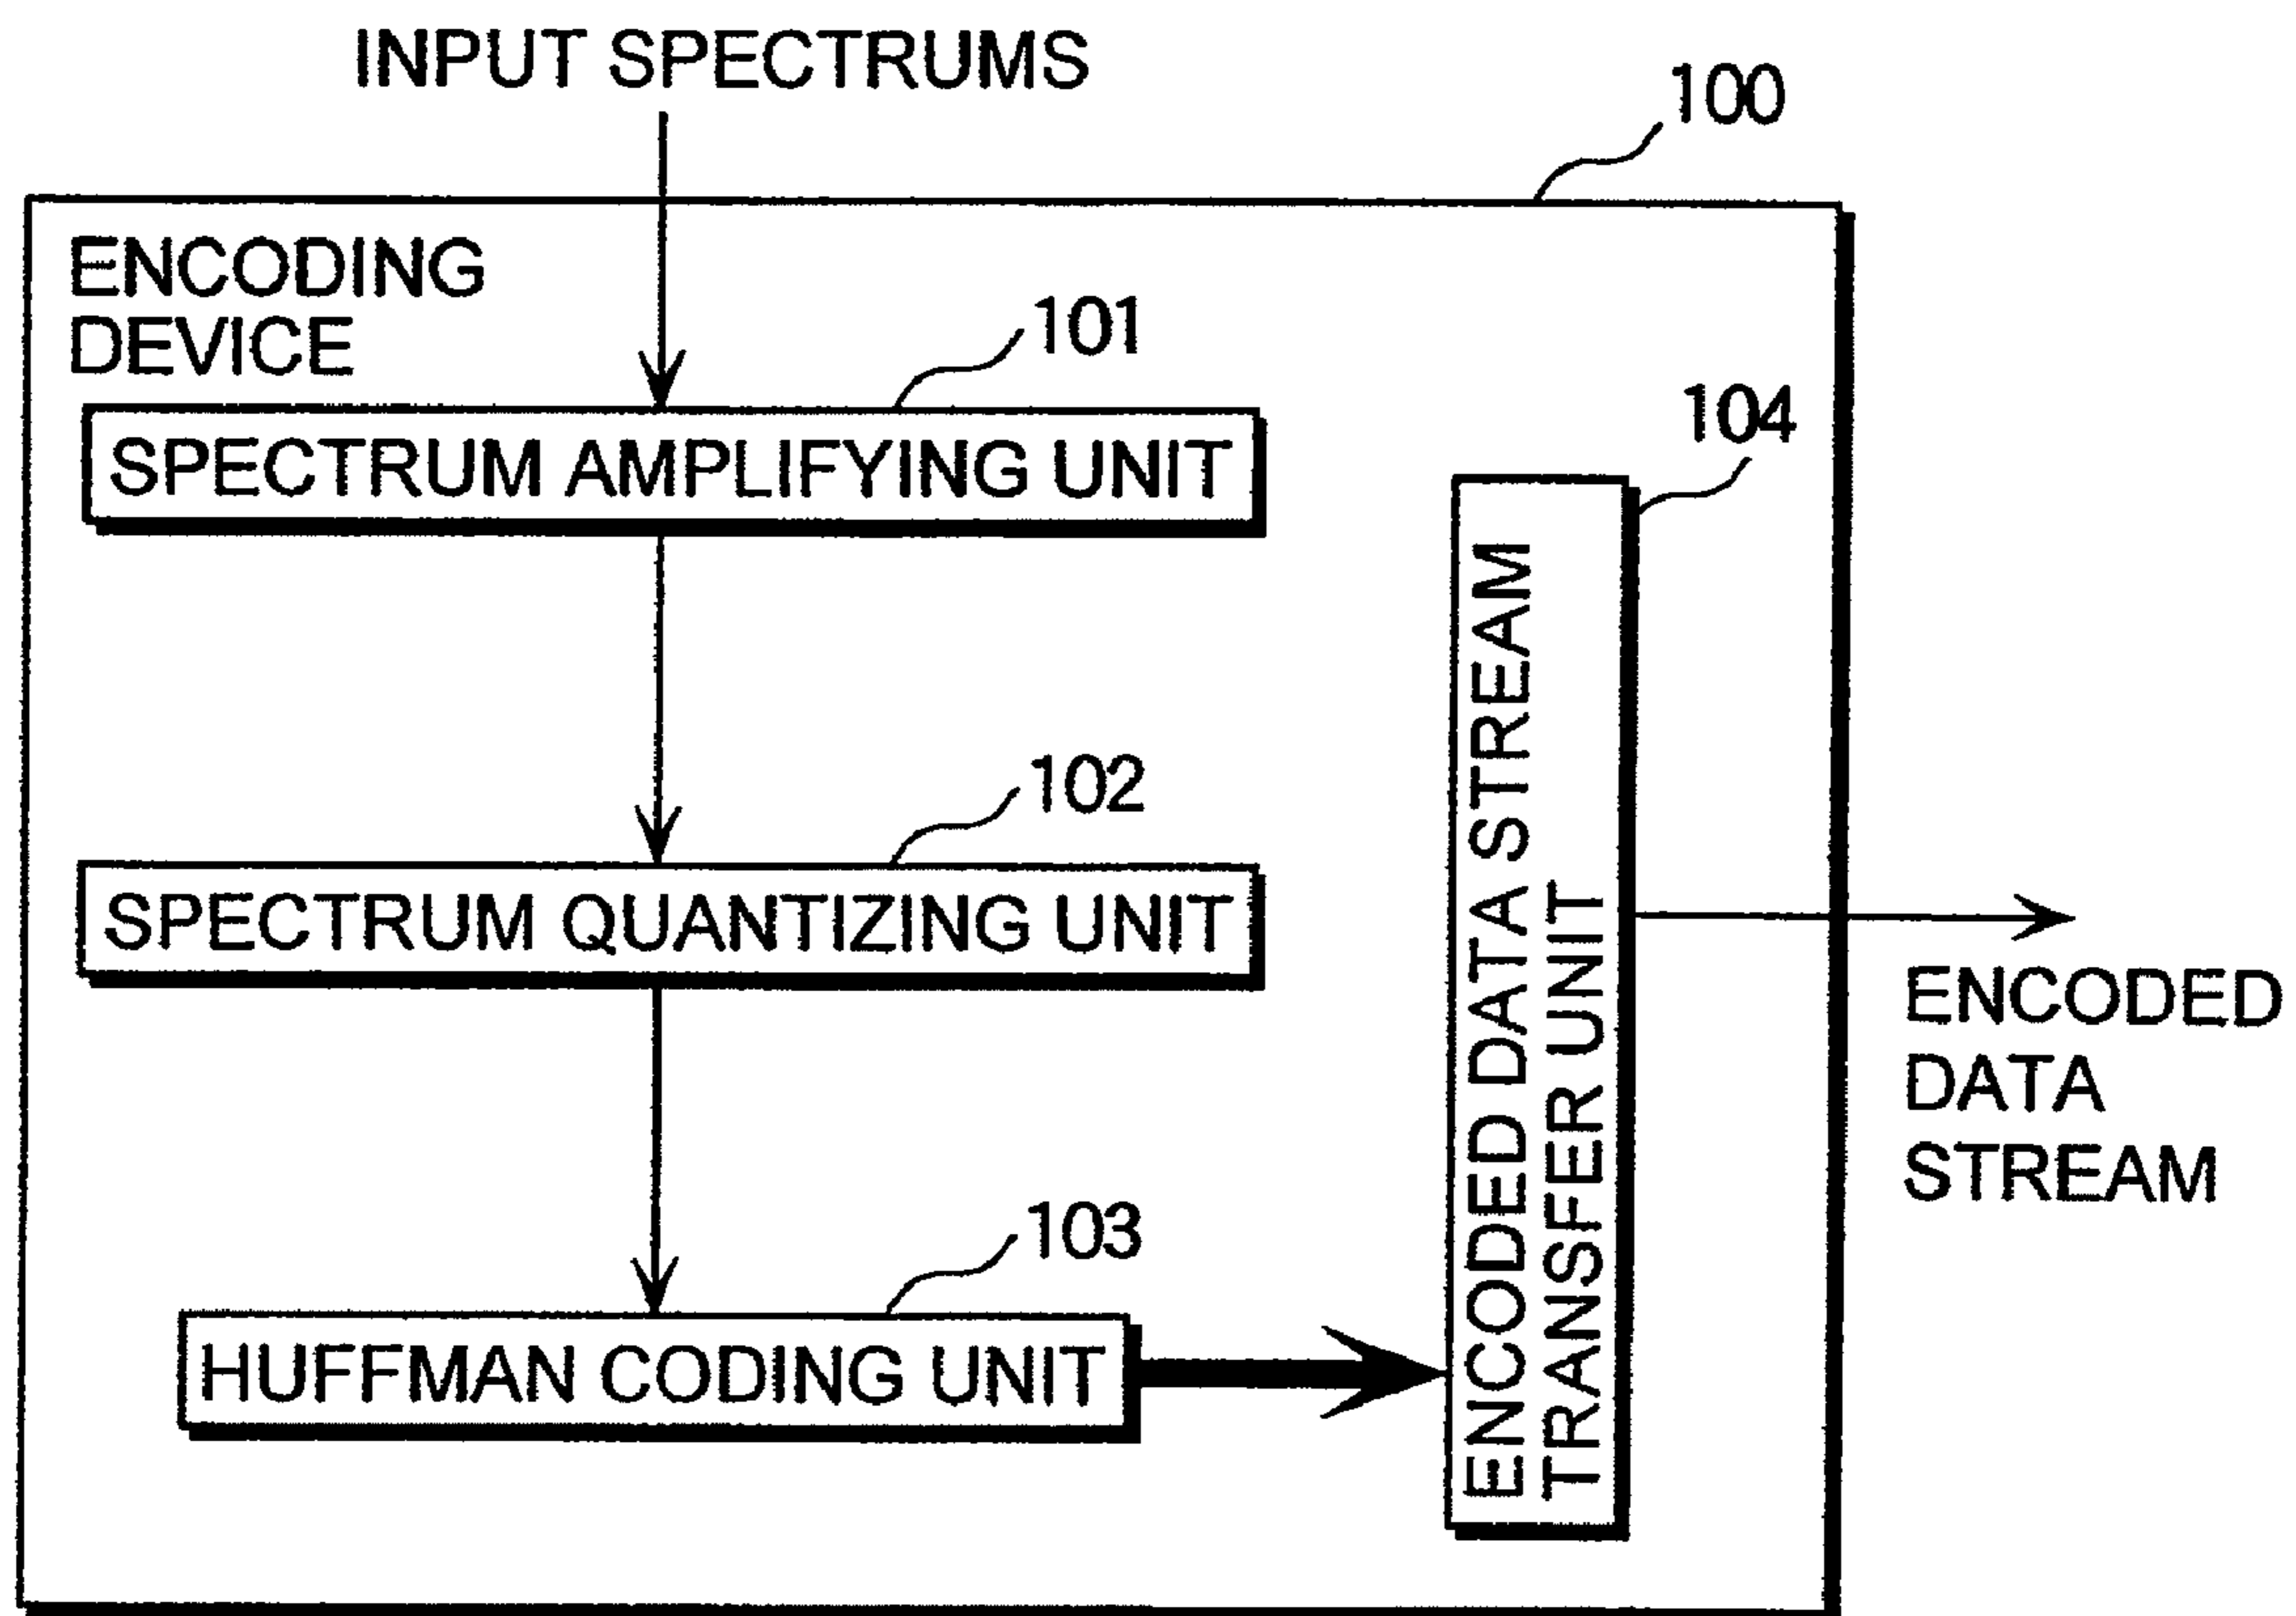 INPUT SPECTRUMS
100
ENCODING
DEVICE
101
SPECTRUM AMPLIFYING UNIT
104
102
SPECTRUM QUANTIZING UNIT
103
HUFFMAN CODING UNIT
ENCODED DATA STREAM
TRANSFER UNIT
ENCODED
DATA
STREAM